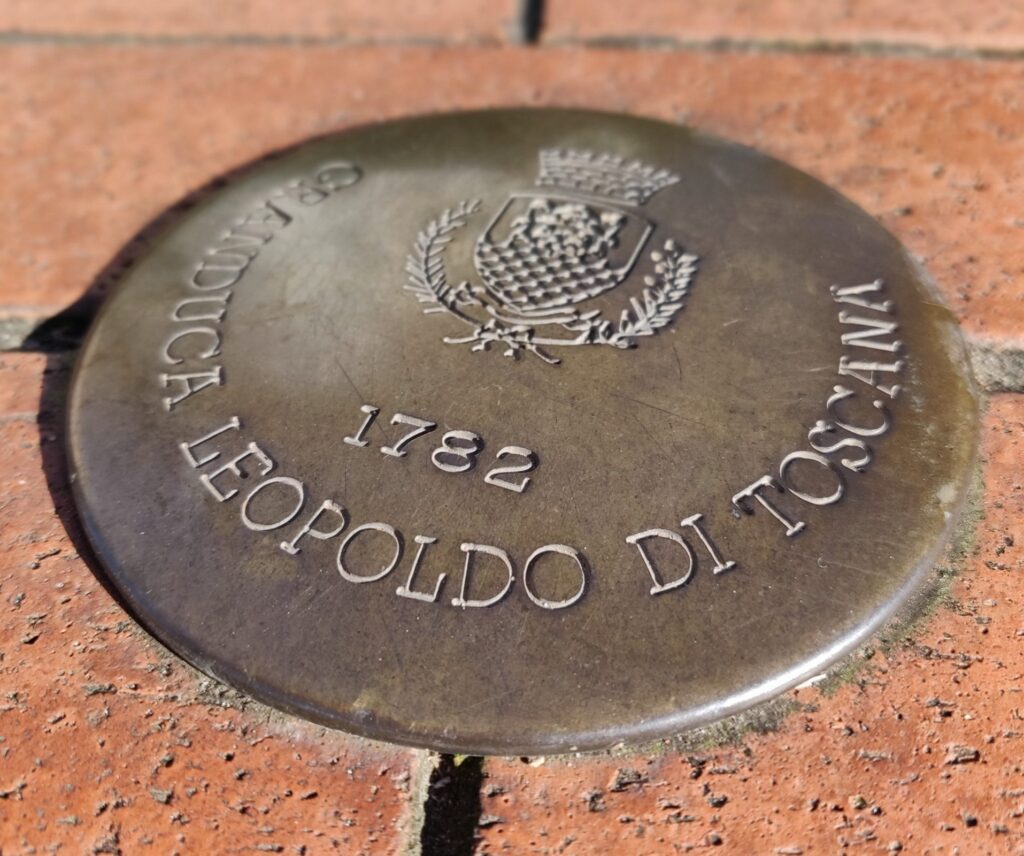 1782
GRANDUCA LEOPOLDO DI TOSCANA